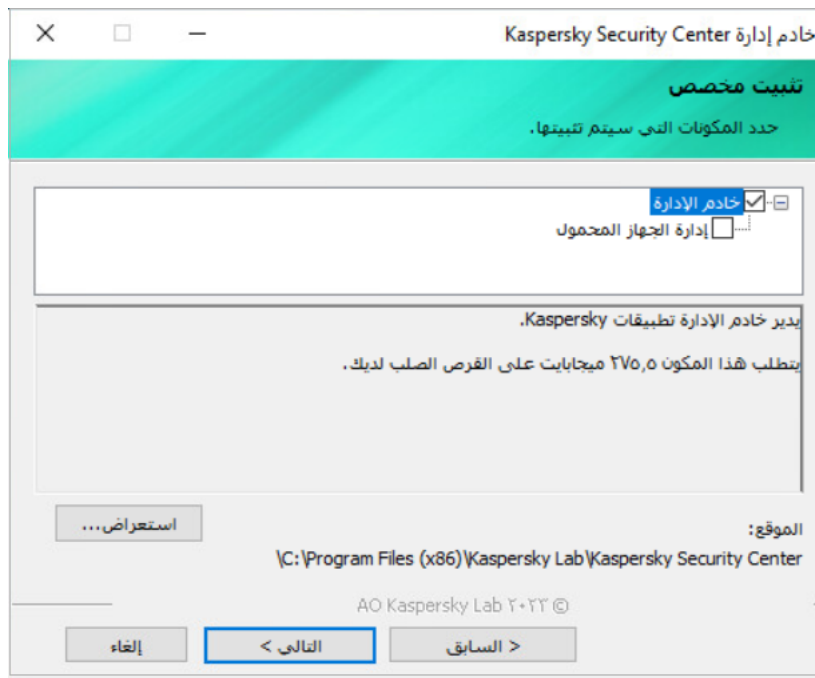 خادم إدارة Kaspersky Security Center
تثبيت مخصص
حدد المكونات التي سيتم تثبيتها.
خادم الإدارة
إدارة الجهاز المحمول
يدير خادم الإدارة تطبيقات Kaspersky.
يتطلب هذا المكون ٢٧٥,٥ ميجابايت على القرص الصلب لديك.
الموقع:
استعراض...
\C:\Program Files (x86)\Kaspersky Lab\Kaspersky Security Center
AO Kaspersky Lab ٢٠٢٣ ©
< السابق
التالي >
إلغاء